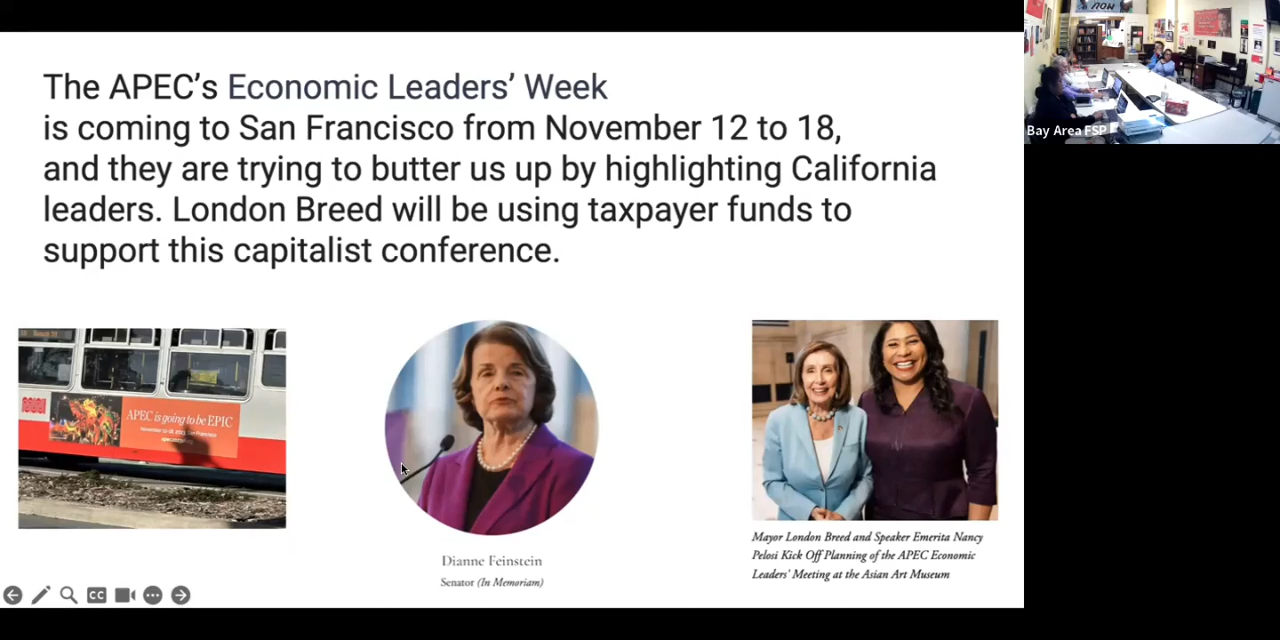 The APEC’s Economic Leaders’ Week
is coming to San Francisco from November 12 to 18,
and they are trying to butter us up by highlighting California
leaders. London Breed will be using taxpayer funds to
support this capitalist conference.
APEC is going to be EPIC
Dianne Feinstein
Senator (In Memoriam)
Mayor London Breed and Speaker Emerita Nancy
Pelosi Kick Off Planning of the APEC Economic
Leaders' Meeting at the Asian Art Museum
CC
Bay Area FSP